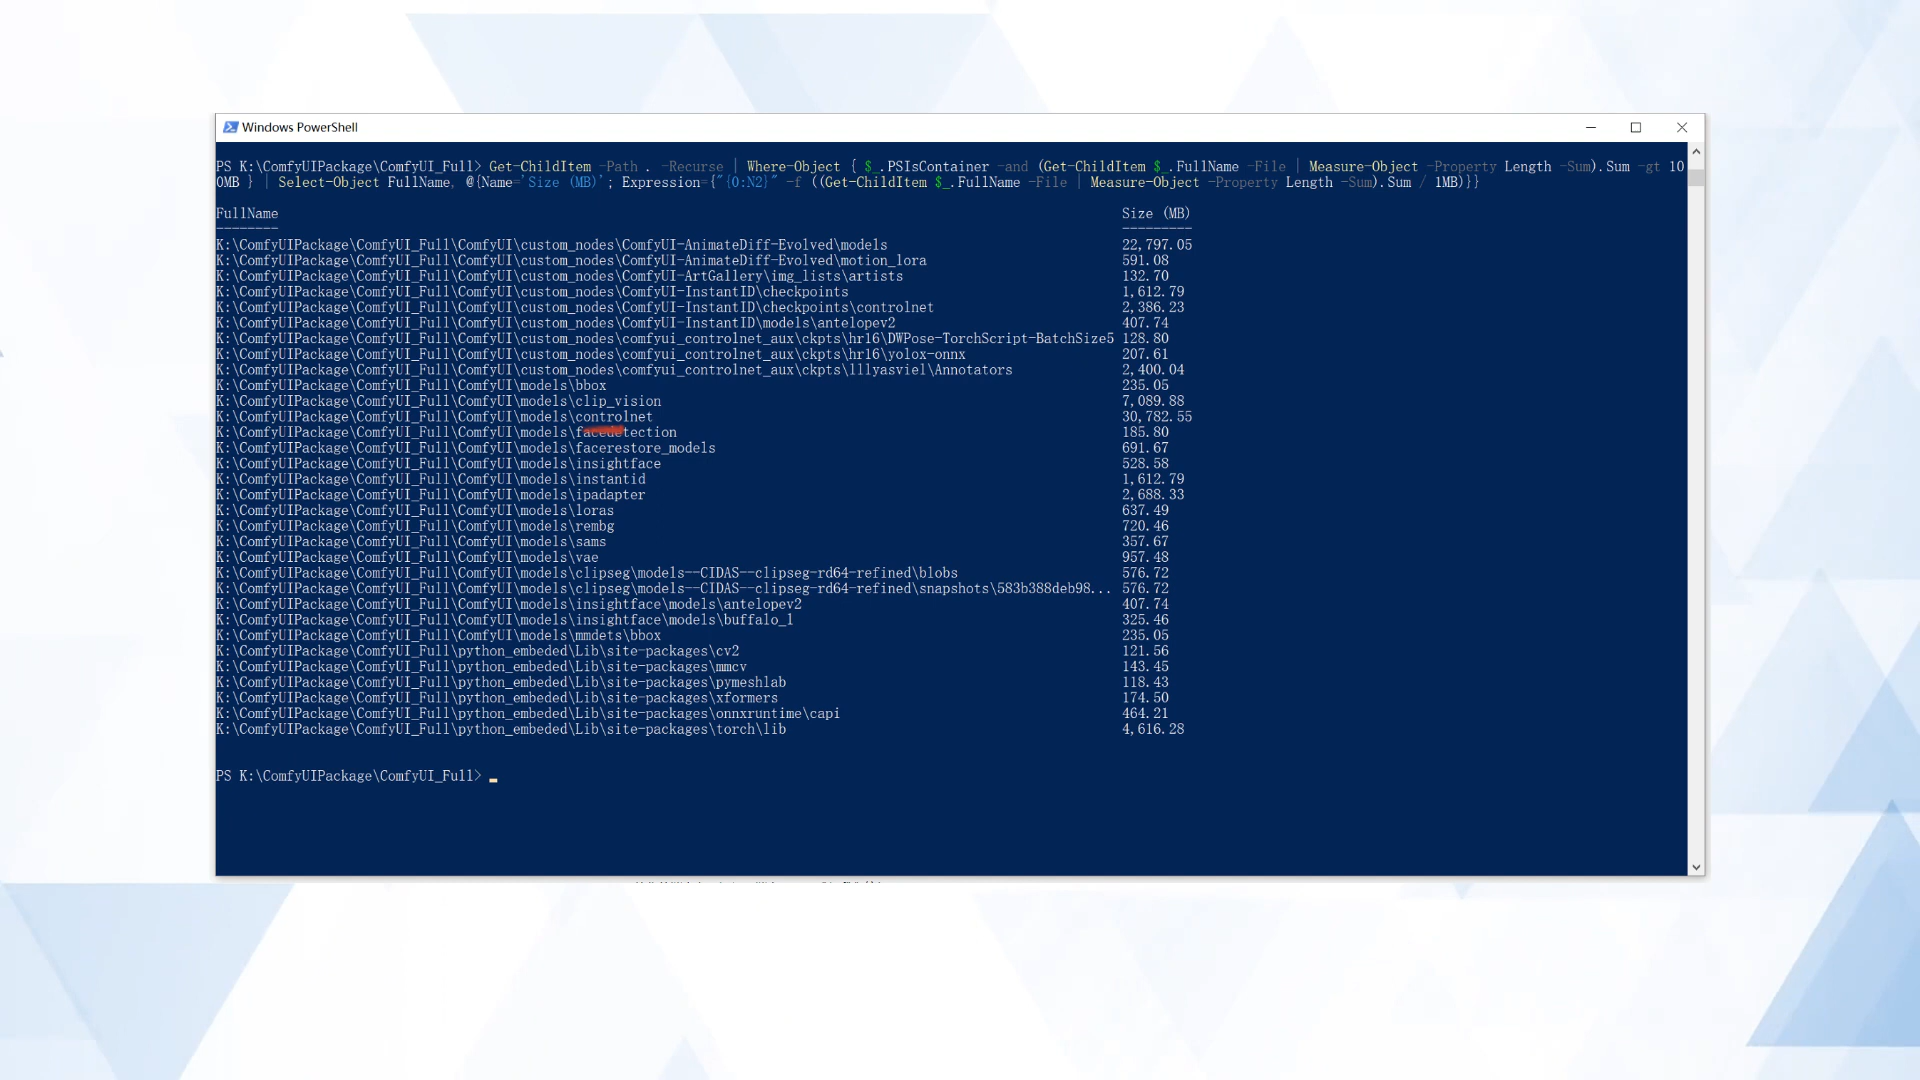 Windows PowerShell
PS K:\ComfyUIPackage\ComfyUI_Full> Get-ChildItem -Path . -Recurse | Where-Object { $_.PSIsContainer -and (Get-ChildItem $_.FullName -File | Measure-Object -Property Length -Sum).Sum -gt 10
0MB } | Select-Object FullName, @{Name='Size (MB)'; Expression={"{0:N2}" -f ((Get-ChildItem $_.FullName -File | Measure-Object -Property Length -Sum).Sum / 1MB)}}
FullName Size (MB)
-------- ---------
K:\ComfyUIPackage\ComfyUI_Full\ComfyUI\custom_nodes\ComfyUI-AnimateDiff-Evolved\models 22,797.05
K:\ComfyUIPackage\ComfyUI_Full\ComfyUI\custom_nodes\ComfyUI-AnimateDiff-Evolved\motion_lora 591.08
K:\ComfyUIPackage\ComfyUI_Full\ComfyUI\custom_nodes\ComfyUI-ArtGallery\img_lists\artists 132.70
K:\ComfyUIPackage\ComfyUI_Full\ComfyUI\custom_nodes\ComfyUI-InstantID\checkpoints 1,612.79
K:\ComfyUIPackage\ComfyUI_Full\ComfyUI\custom_nodes\ComfyUI-InstantID\checkpoints\controlnet 2,386.23
K:\ComfyUIPackage\ComfyUI_Full\ComfyUI\custom_nodes\ComfyUI-InstantID\models\antelopev2 407.74
K:\ComfyUIPackage\ComfyUI_Full\ComfyUI\custom_nodes\comfyui_controlnet_aux\ckpts\hr16\DWPose-TorchScript-BatchSize5 128.80
K:\ComfyUIPackage\ComfyUI_Full\ComfyUI\custom_nodes\comfyui_controlnet_aux\ckpts\hr16\yolox-onnx 207.61
K:\ComfyUIPackage\ComfyUI_Full\ComfyUI\custom_nodes\comfyui_controlnet_aux\ckpts\lllyasviel\Annotators 2,400.04
K:\ComfyUIPackage\ComfyUI_Full\ComfyUI\models\bbox 235.05
K:\ComfyUIPackage\ComfyUI_Full\ComfyUI\models\clip_vision 7,089.88
K:\ComfyUIPackage\ComfyUI_Full\ComfyUI\models\controlnet 30,782.55
K:\ComfyUIPackage\ComfyUI_Full\ComfyUI\models\facedetection 185.80
K:\ComfyUIPackage\ComfyUI_Full\ComfyUI\models\facerestore_models 691.67
K:\ComfyUIPackage\ComfyUI_Full\ComfyUI\models\insightface 528.58
K:\ComfyUIPackage\ComfyUI_Full\ComfyUI\models\instantid 1,612.79
K:\ComfyUIPackage\ComfyUI_Full\ComfyUI\models\ipadapter 2,688.33
K:\ComfyUIPackage\ComfyUI_Full\ComfyUI\models\loras 637.49
K:\ComfyUIPackage\ComfyUI_Full\ComfyUI\models\rembg 720.46
K:\ComfyUIPackage\ComfyUI_Full\ComfyUI\models\sams 357.67
K:\ComfyUIPackage\ComfyUI_Full\ComfyUI\models\vae 957.48
K:\ComfyUIPackage\ComfyUI_Full\ComfyUI\models\clipseg\models--CIDAS--clipseg-rd64-refined\blobs 576.72
K:\ComfyUIPackage\ComfyUI_Full\ComfyUI\models\clipseg\models--CIDAS--clipseg-rd64-refined\snapshots\583b388deb98... 576.72
K:\ComfyUIPackage\ComfyUI_Full\ComfyUI\models\insightface\models\antelopev2 407.74
K:\ComfyUIPackage\ComfyUI_Full\ComfyUI\models\insightface\models\buffalo_l 325.46
K:\ComfyUIPackage\ComfyUI_Full\ComfyUI\models\mmdets\bbox 235.05
K:\ComfyUIPackage\ComfyUI_Full\ComfyUI\python_embeded\Lib\site-packages\cv2 121.56
K:\ComfyUIPackage\ComfyUI_Full\ComfyUI\python_embeded\Lib\site-packages\mmcv 143.45
K:\ComfyUIPackage\ComfyUI_Full\ComfyUI\python_embeded\Lib\site-packages\pymeshlab 118.43
K:\ComfyUIPackage\ComfyUI_Full\ComfyUI\python_embeded\Lib\site-packages\xformers 174.50
K:\ComfyUIPackage\ComfyUI_Full\ComfyUI\python_embeded\Lib\site-packages\onnxruntime\capi 464.21
K:\ComfyUIPackage\ComfyUI_Full\ComfyUI\python_embeded\Lib\site-packages\torch\lib 4,616.28
PS K:\ComfyUIPackage\ComfyUI_Full> _